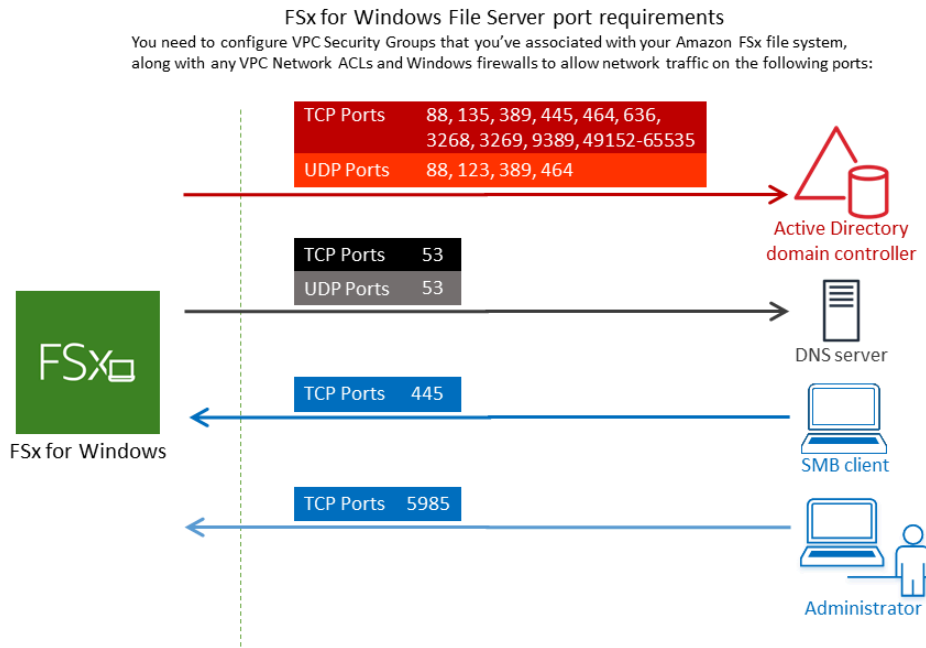 FSx for Windows File Server port requirements
You need to configure VPC Security Groups that you've associated with your Amazon FSx file system,
along with any VPC Network ACLs and Windows firewalls to allow network traffic on the following ports:
TCP Ports 88, 135, 389, 445, 464, 636,
3268, 3269, 9389, 49152-65535
UDP Ports 88, 123, 389, 464
Active Directory
domain controller
TCP Ports 53
UDP Ports 53
DNS server
FSx
FSx for Windows
TCP Ports 445
SMB client
TCP Ports 5985
Administrator